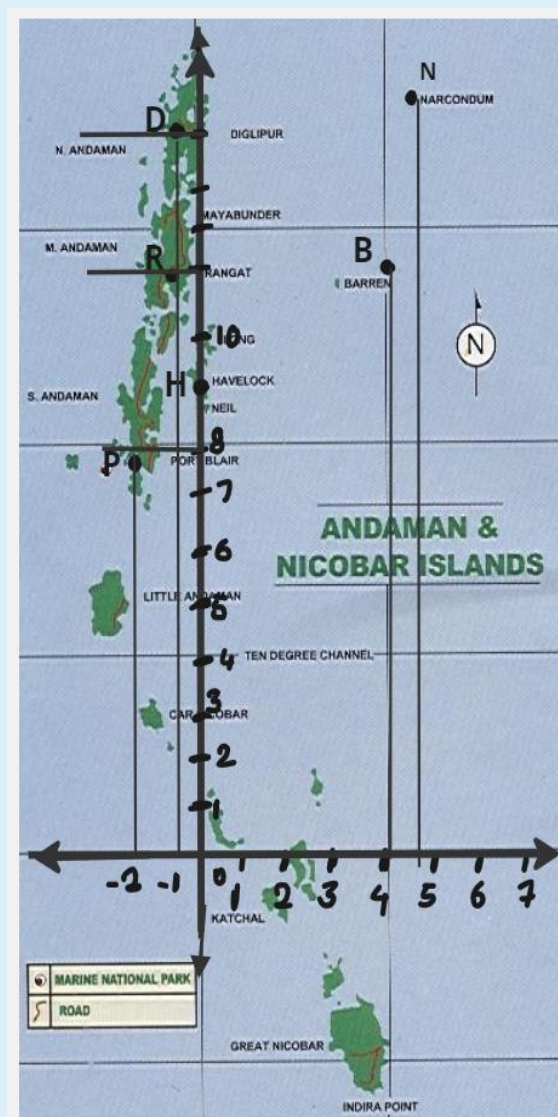 N
NARCONDUM
D
DIGLIPUR
N. ANDAMAN
MAYABUNDER
M. ANDAMAN
B
R
RANGAT
BARREN
N
10
H
HAVELOCK
S. ANDAMAN
NEIL
8
P
PORT BLAIR
7
ANDAMAN &
NICOBAR ISLANDS
6
LITTLE ANDAMAN
5
4
TEN DEGREE CHANNEL
3
CAR NICOBAR
2
1
-2 -1 0 1 2 3 4 5 6 7
KATCHAL
MARINE NATIONAL PARK
ROAD
GREAT NICOBAR
INDIRA POINT